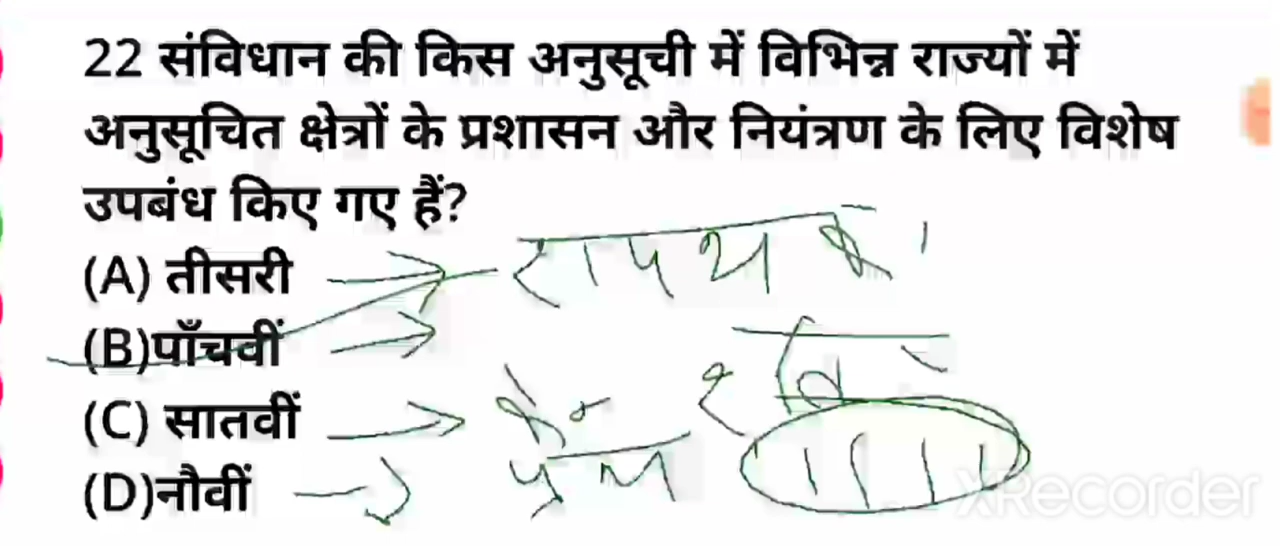 22 संविधान की किस अनुसूची में विभिन्न राज्यों में
अनुसूचित क्षेत्रों के प्रशासन और नियंत्रण के लिए विशेष
उपबंध किए गए हैं?
(A) तीसरी
(B)पाँचवीं
(C) सातवीं
(D)नौवीं
XRecorder